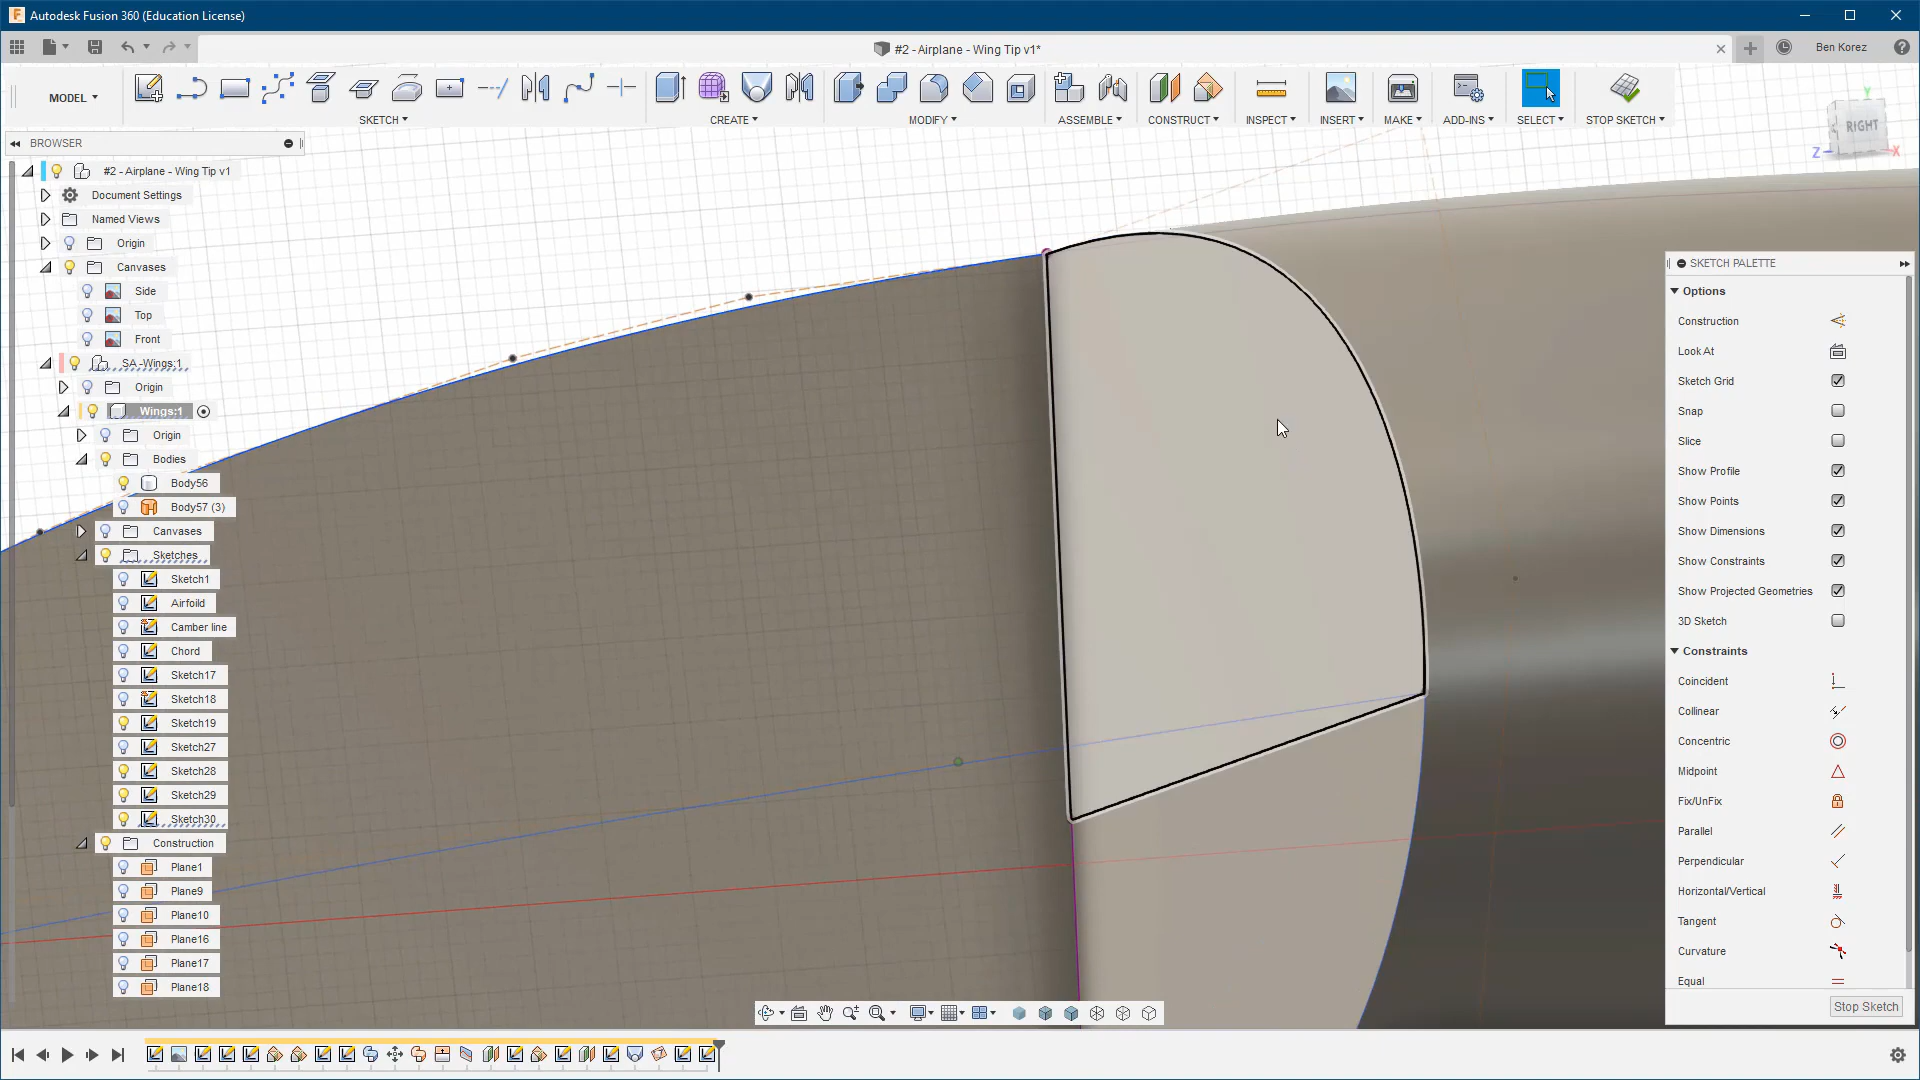 Autodesk Fusion 360 (Education License)
#2 - Airplane - Wing Tip v1*
Ben Korez
MODEL
SKETCH
CREATE
MODIFY
ASSEMBLE
CONSTRUCT
INSPECT
INSERT
MAKE
ADD-INS
SELECT
STOP SKETCH
Y
RIGHT
Z
X
BROWSER
#2 - Airplane - Wing Tip v1
Document Settings
Named Views
Origin
Canvases
Side
Top
Front
SA -Wings:1
Origin
Wings:1
Origin
Bodies
Body56
Body57 (3)
Canvases
Sketches
Sketch1
Airfoild
Camber line
Chord
Sketch17
Sketch18
Sketch19
Sketch27
Sketch28
Sketch29
Sketch30
Construction
Plane1
Plane9
Plane10
Plane16
Plane17
Plane18
SKETCH PALETTE
Options
Construction
Look At
Sketch Grid
Snap
Slice
Show Profile
Show Points
Show Dimensions
Show Constraints
Show Projected Geometries
3D Sketch
Constraints
Coincident
Collinear
Concentric
Midpoint
Fix/UnFix
Parallel
Perpendicular
Horizontal/Vertical
Tangent
Curvature
Equal
Stop Sketch